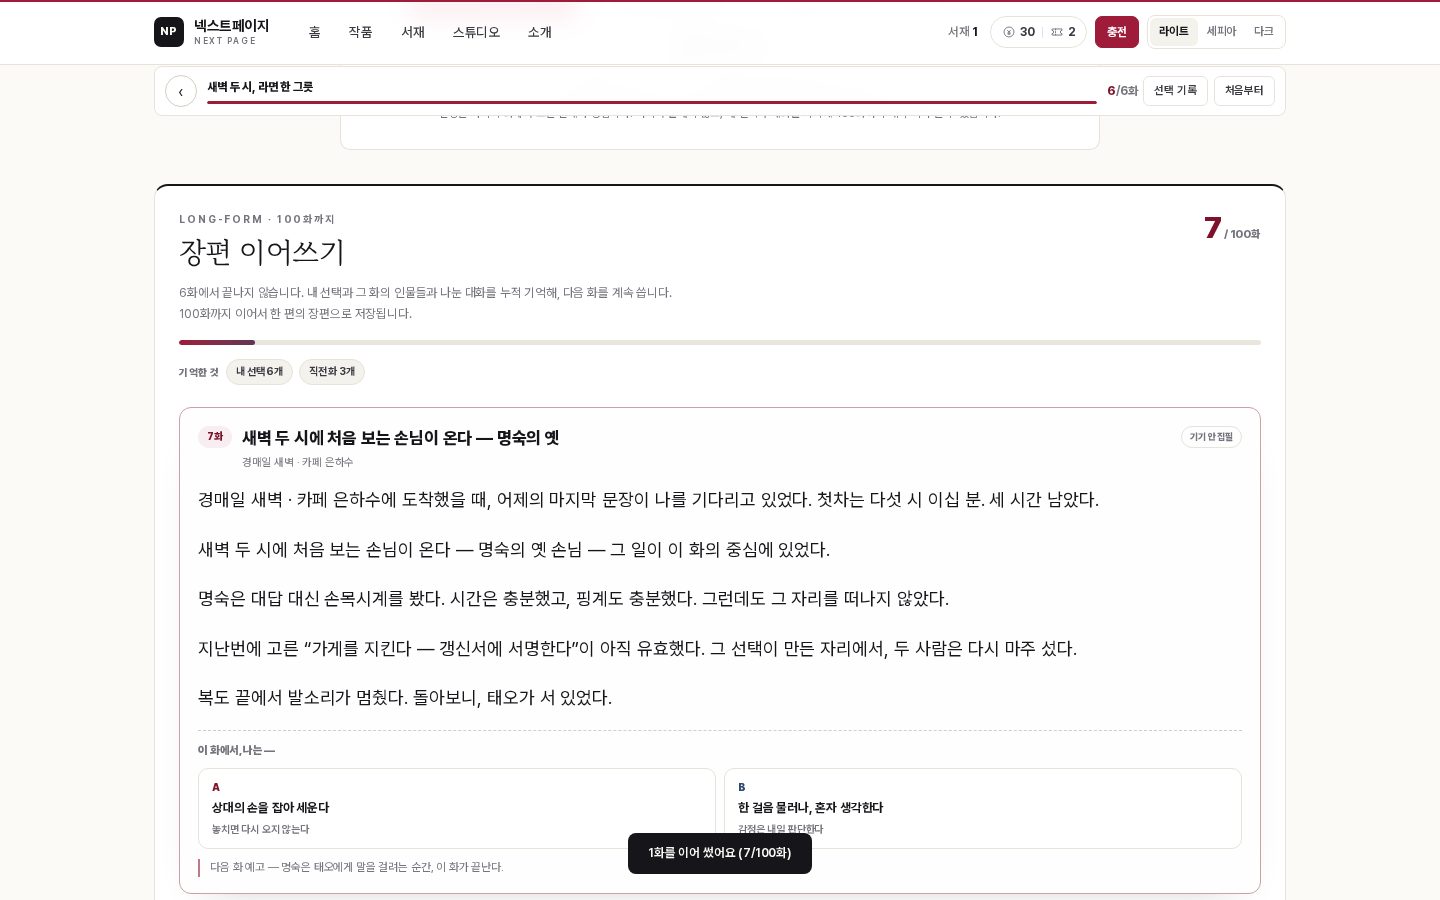 NP
넥스트페이지
NEXT PAGE
홈
작품
서재
스튜디오
소개
서재 1
30
2
충전
라이트
세피아
다크
새벽 두 시, 라면 한 그릇
6/6화
선택 기록
처음부터
LONG-FORM · 100화까지
장편 이어쓰기
7 / 100화
6화에서 끝나지 않습니다. 내 선택과 그 화의 인물들과 나눈 대화를 누적 기억해, 다음 화를 계속 씁니다.
100화까지 이어서 한 편의 장편으로 저장됩니다.
기억한 것
내 선택 6개
직전화 3개
7화
새벽 두 시에 처음 보는 손님이 온다 — 명숙의 옛
기기 안 집필
경매일 새벽 · 카페 은하수
경매일 새벽 · 카페 은하수에 도착했을 때, 어제의 마지막 문장이 나를 기다리고 있었다. 첫차는 다섯 시 이십 분. 세 시간 남았다.
새벽 두 시에 처음 보는 손님이 온다 — 명숙의 옛 손님 — 그 일이 이 화의 중심에 있었다.
명숙은 대답 대신 손목시계를 봤다. 시간은 충분했고, 핑계도 충분했다. 그런데도 그 자리를 떠나지 않았다.
지난번에 고른 “가게를 지킨다 — 갱신서에 서명한다”이 아직 유효했다. 그 선택이 만든 자리에서, 두 사람은 다시 마주 섰다.
복도 끝에서 발소리가 멈췄다. 돌아보니, 태오가 서 있었다.
이 화에서, 나는 —
A
상대의 손을 잡아 세운다
놓치면 다시 오지 않는다
B
한 걸음 물러나, 혼자 생각한다
감정은 내일 판단한다
1화를 이어 썼어요 (7/100화)
다음 화 예고 — 명숙은 태오에게 말을 걸려는 순간, 이 화가 끝난다.